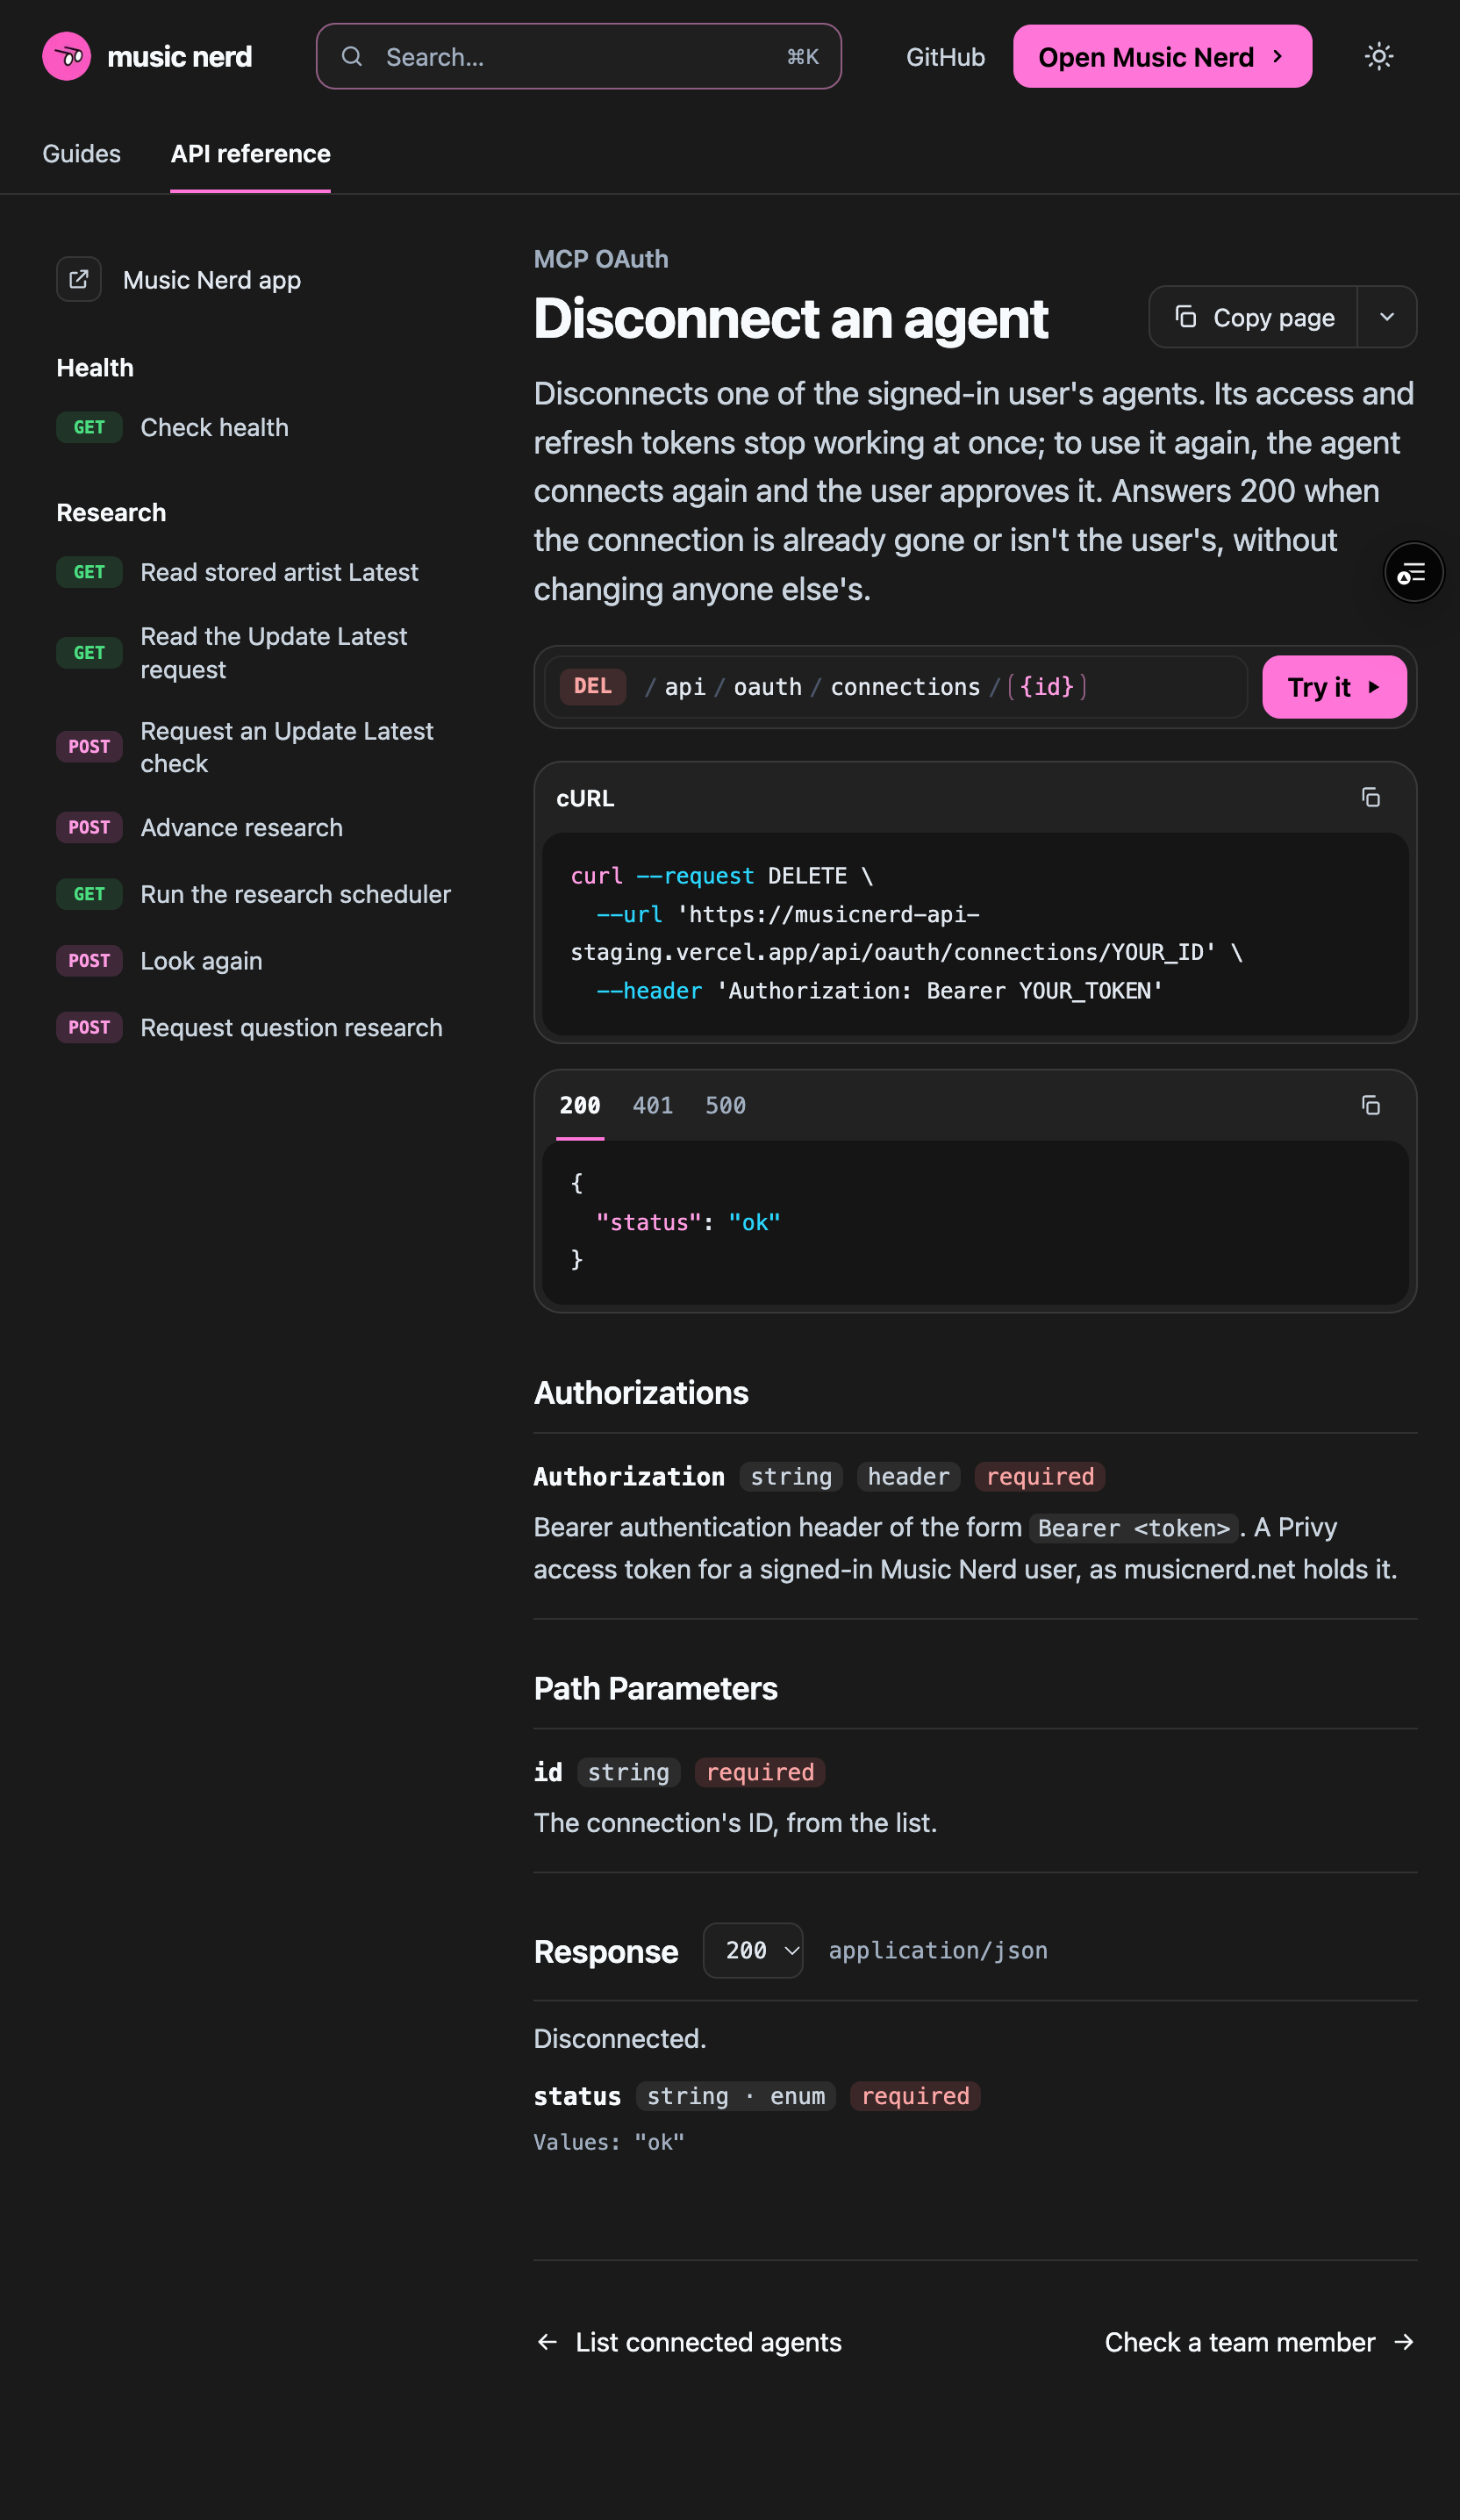 music nerd
Search...
⌘K
GitHub
Open Music Nerd
Guides
API reference
Music Nerd app
Health
GET Check health
Research
GET Read stored artist Latest
GET Read the Update Latest
request
POST Request an Update Latest
check
POST Advance research
GET Run the research scheduler
POST Look again
POST Request question research
MCP OAuth
Disconnect an agent
Copy page
Disconnects one of the signed-in user's agents. Its access and
refresh tokens stop working at once; to use it again, the agent
connects again and the user approves it. Answers 200 when
the connection is already gone or isn't the user's, without
changing anyone else's.
DEL /api/oauth/connections/{id}
Try it
cURL
curl --request DELETE \
--url 'https://musicnerd-api-
staging.vercel.app/api/oauth/connections/YOUR_ID' \
--header 'Authorization: Bearer YOUR_TOKEN'
200 401 500
{
"status": "ok"
}
Authorizations
Authorization string header required
Bearer authentication header of the form Bearer <token>. A Privy
access token for a signed-in Music Nerd user, as musicnerd.net holds it.
Path Parameters
id string required
The connection's ID, from the list.
Response 200 application/json
Disconnected.
status string · enum required
Values: "ok"
← List connected agents
Check a team member →